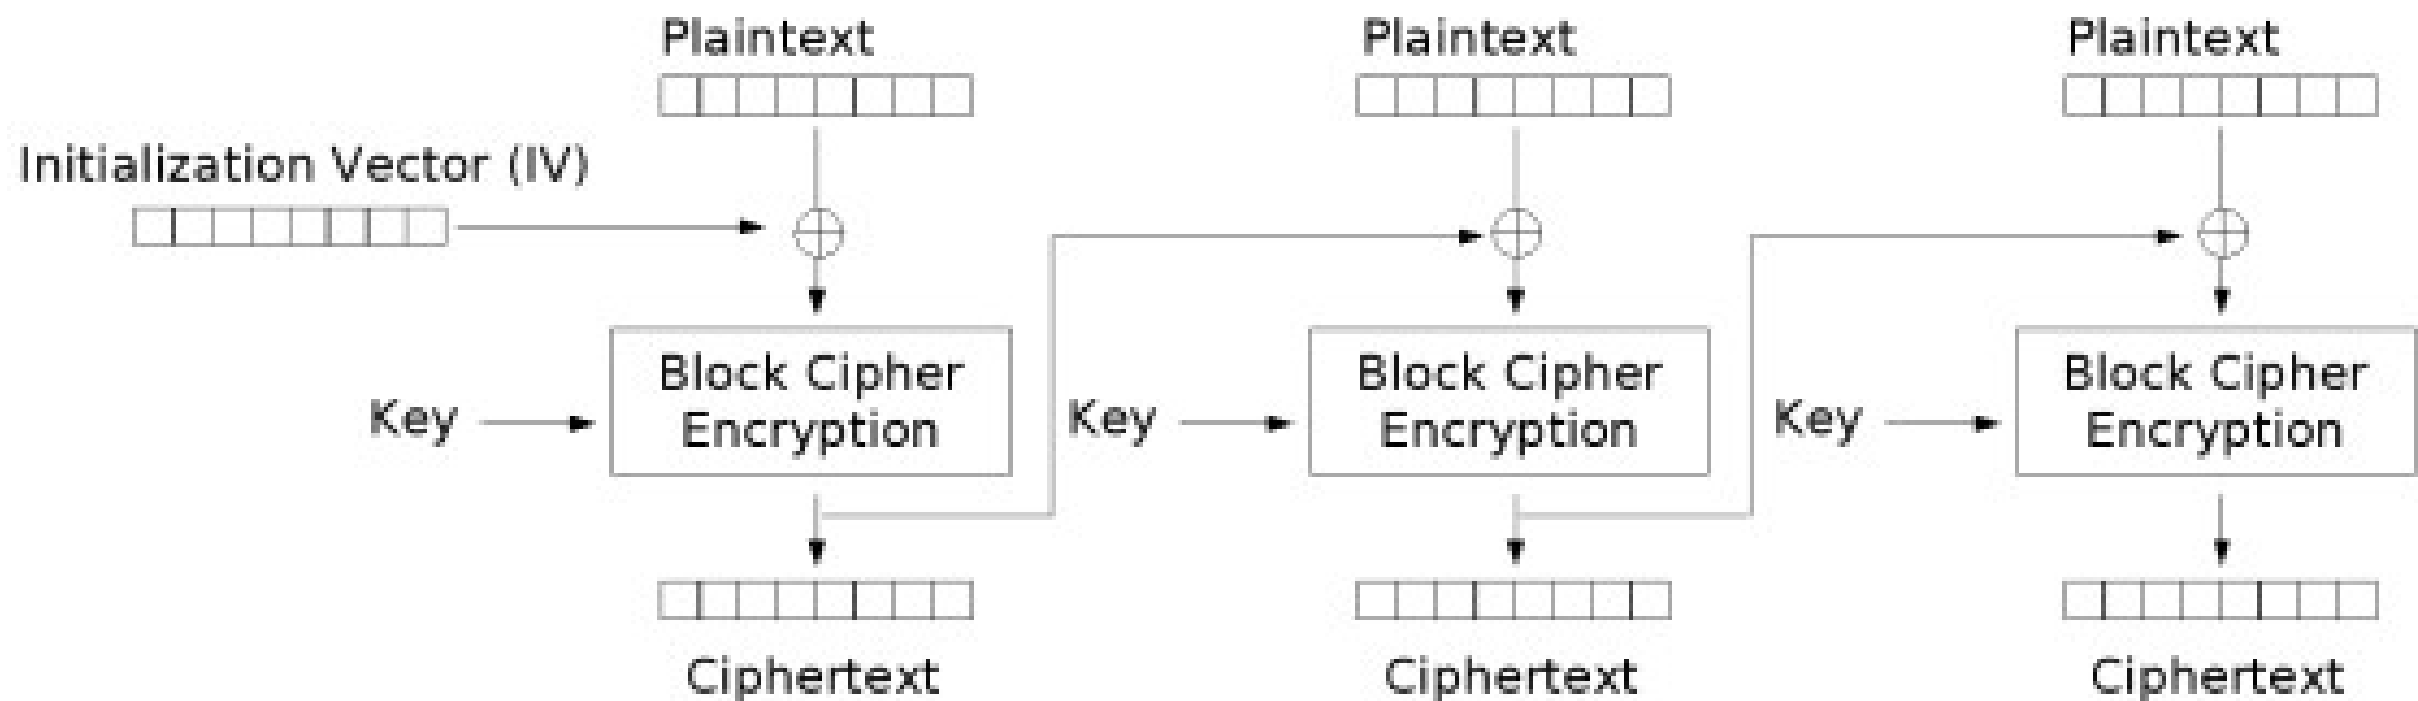 Plaintext
Plaintext
Plaintext
Initialization Vector (IV)
Block Cipher
Encryption
Block Cipher
Encryption
Block Cipher
Encryption
Key
Key
Key
Ciphertext
Ciphertext
Ciphertext